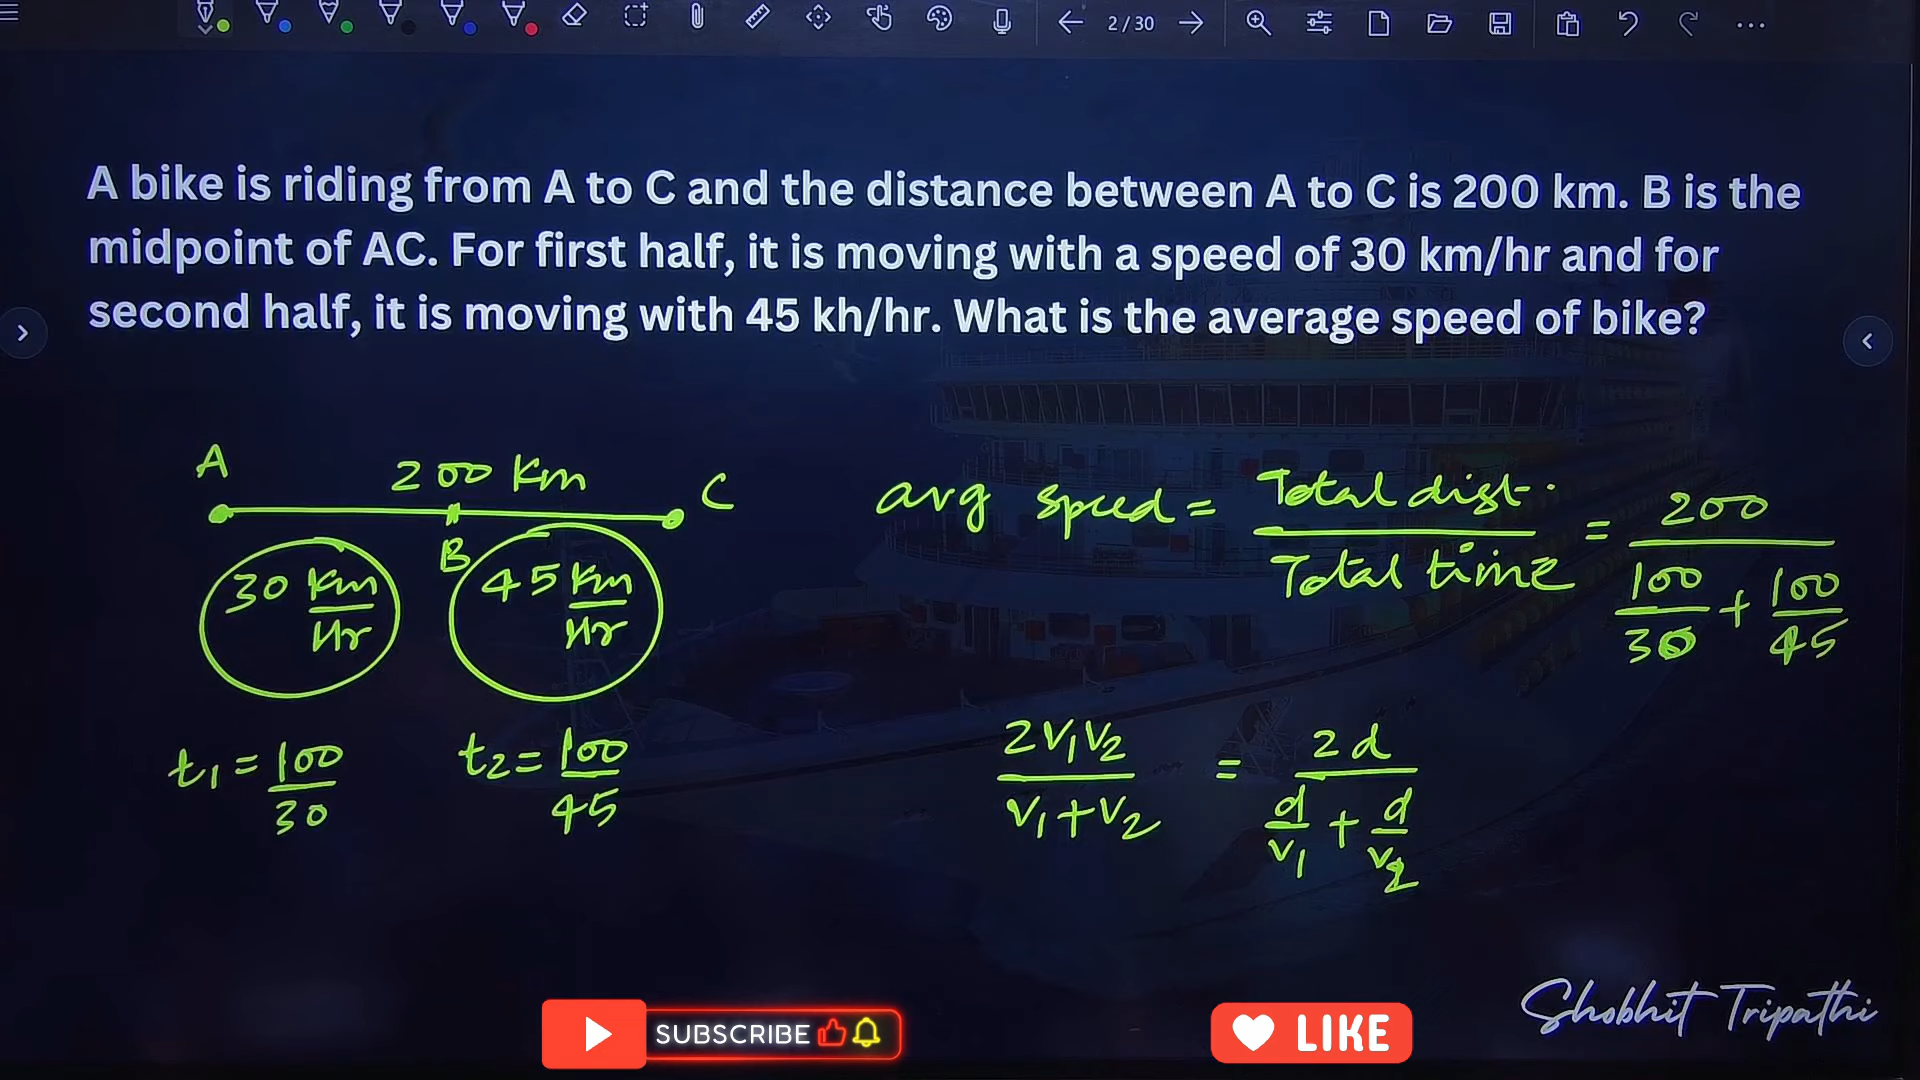 2 / 30
A bike is riding from A to C and the distance between A to C is 200 km. B is the
midpoint of AC. For first half, it is moving with a speed of 30 km/hr and for
second half, it is moving with 45 kh/hr. What is the average speed of bike?
A
200 Km
C
B
30 Km/Hr
45 Km/Hr
t₁ = 100/30
t₂ = 100/45
avg speed = Total dist. / Total time = 200 / (100/30 + 100/45)
2V₁V₂ / V₁+V₂ = 2d / (d/V₁ + d/V₂)
SUBSCRIBE
LIKE
Shobhit Tripathi